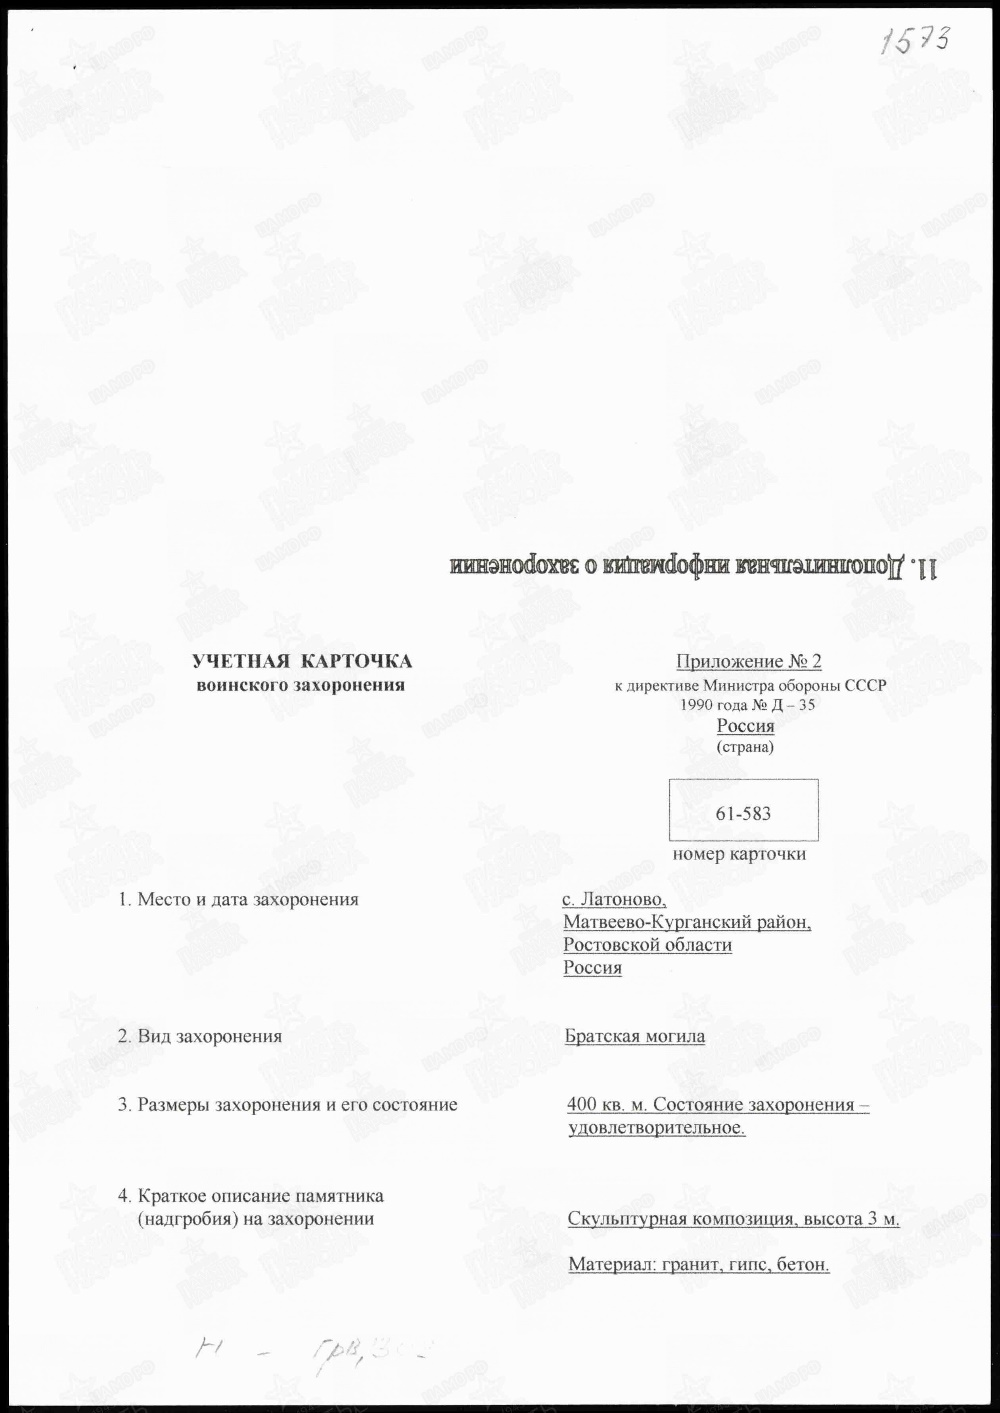 1573
11. Дополнительная информация о захоронении
УЧЕТНАЯ КАРТОЧКА
воинского захоронения
Приложение № 2
к директиве Министра обороны СССР
1990 года № Д – 35
Россия
(страна)
61-583
номер карточки
1. Место и дата захоронения
с. Латоново,
Матвеево-Курганский район,
Ростовской области
Россия
2. Вид захоронения
Братская могила
3. Размеры захоронения и его состояние
400 кв. м. Состояние захоронения –
удовлетворительное.
4. Краткое описание памятника
(надгробия) на захоронении
Скульптурная композиция, высота 3 м.
Материал: гранит, гипс, бетон.